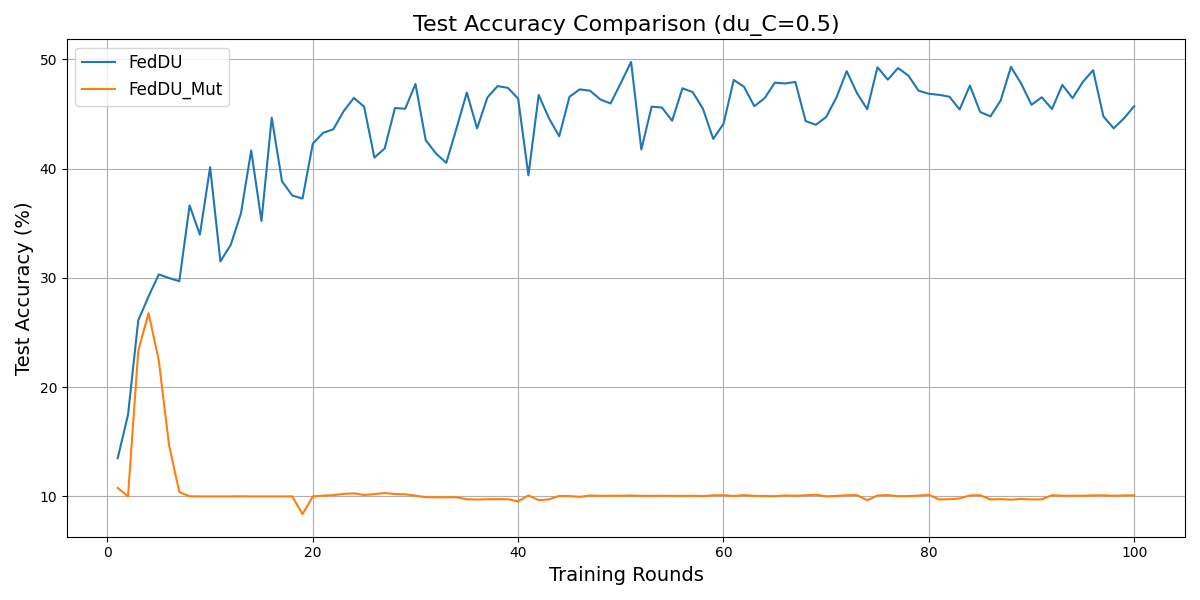 Test Accuracy Comparison (du_C=0.5)
FedDU
FedDU_Mut
Test Accuracy (%)
50
40
30
20
10
0
20
40
60
80
100
Training Rounds